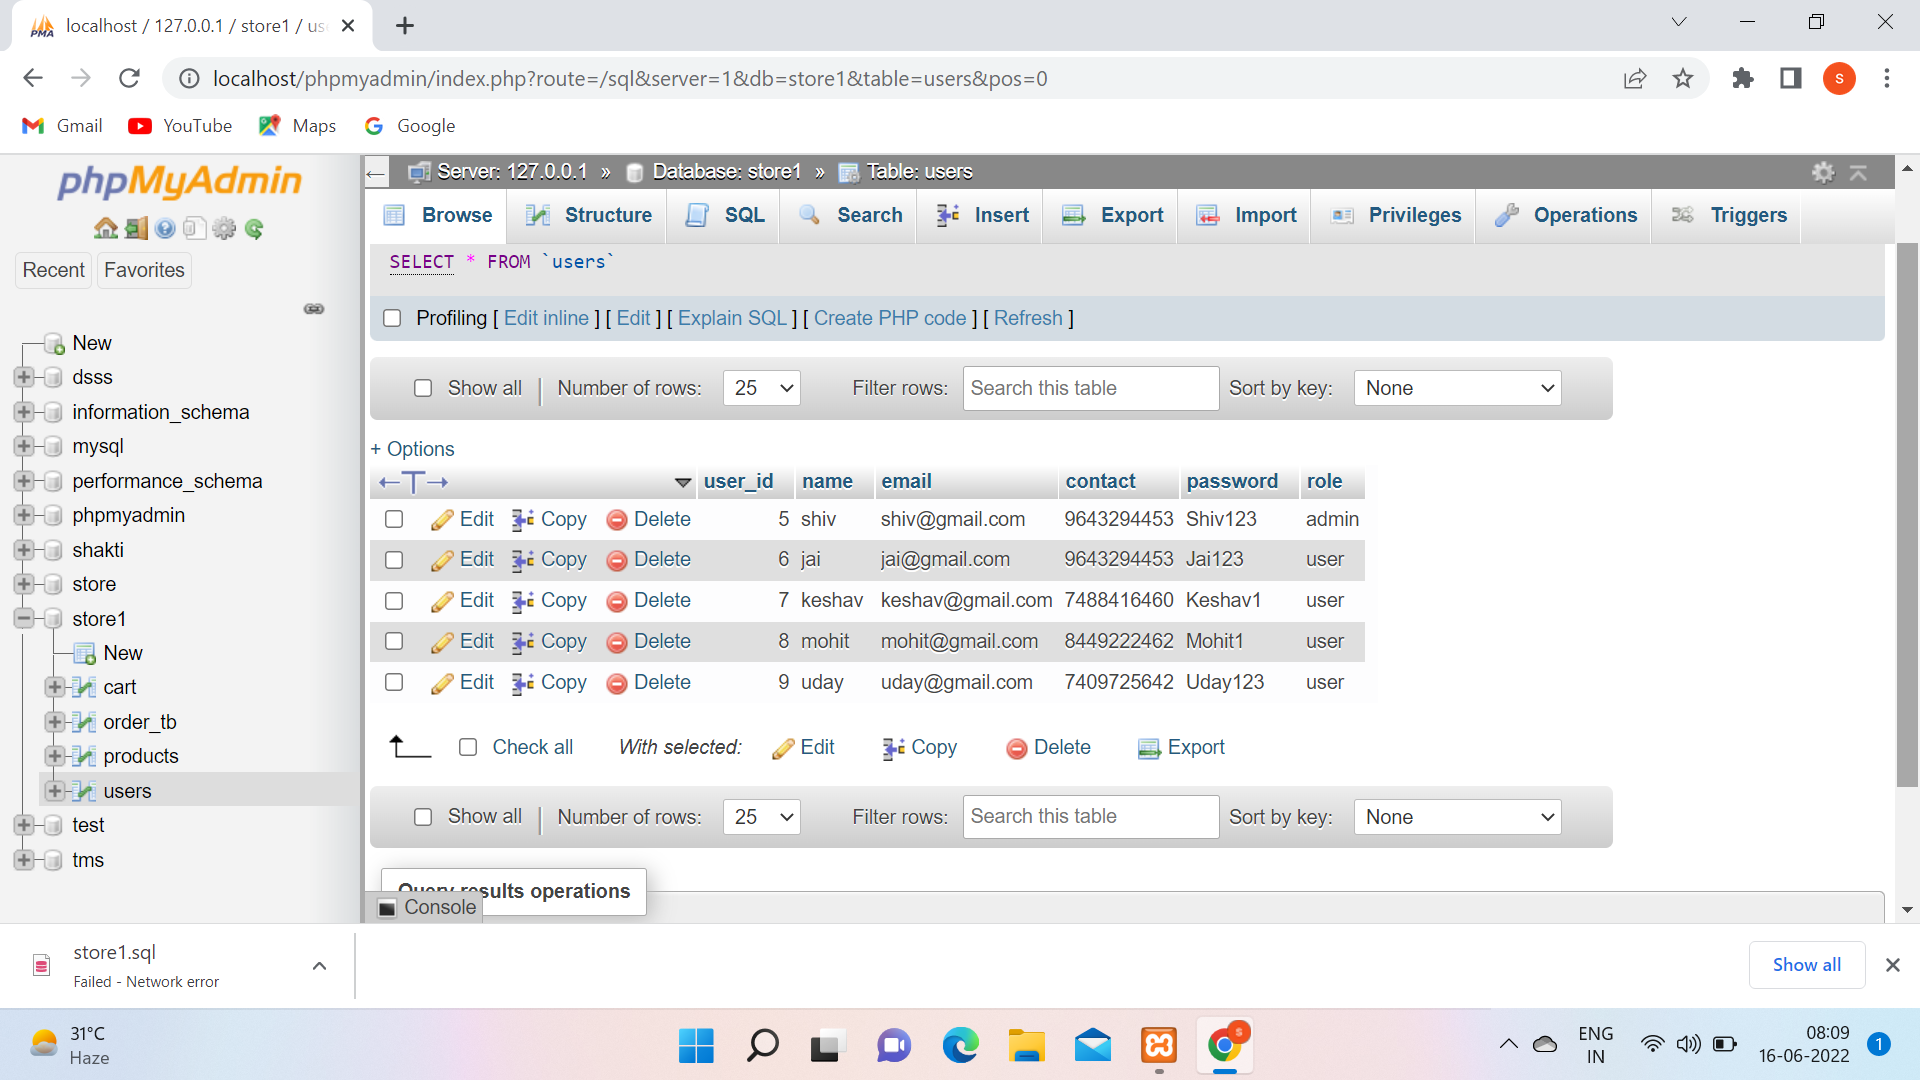 localhost / 127.0.0.1 / store1 / us
localhost/phpmyadmin/index.php?route=/sql&server=1&db=store1&table=users&pos=0
s
Gmail YouTube Maps Google
phpMyAdmin
Recent Favorites
New
dsss
information_schema
mysql
performance_schema
phpmyadmin
shakti
store
store1
New
cart
order_tb
products
users
test
tms
Server: 127.0.0.1 » Database: store1 » Table: users
Browse Structure SQL Search Insert Export Import Privileges Operations Triggers
SELECT * FROM `users`
Profiling [ Edit inline ] [ Edit ] [ Explain SQL ] [ Create PHP code ] [ Refresh ]
Show all Number of rows: 25 Filter rows: Search this table Sort by key: None
+ Options
←T→ user_id name email contact password role
Edit Copy Delete 5 shiv shiv@gmail.com 9643294453 Shiv123 admin
Edit Copy Delete 6 jai jai@gmail.com 9643294453 Jai123 user
Edit Copy Delete 7 keshav keshav@gmail.com 7488416460 Keshav1 user
Edit Copy Delete 8 mohit mohit@gmail.com 8449222462 Mohit1 user
Edit Copy Delete 9 uday uday@gmail.com 7409725642 Uday123 user
Check all With selected: Edit Copy Delete Export
Show all Number of rows: 25 Filter rows: Search this table Sort by key: None
Query results operations
Console
store1.sql
Failed - Network error
Show all
31°C
Haze
ENG
IN
08:09
16-06-2022
1